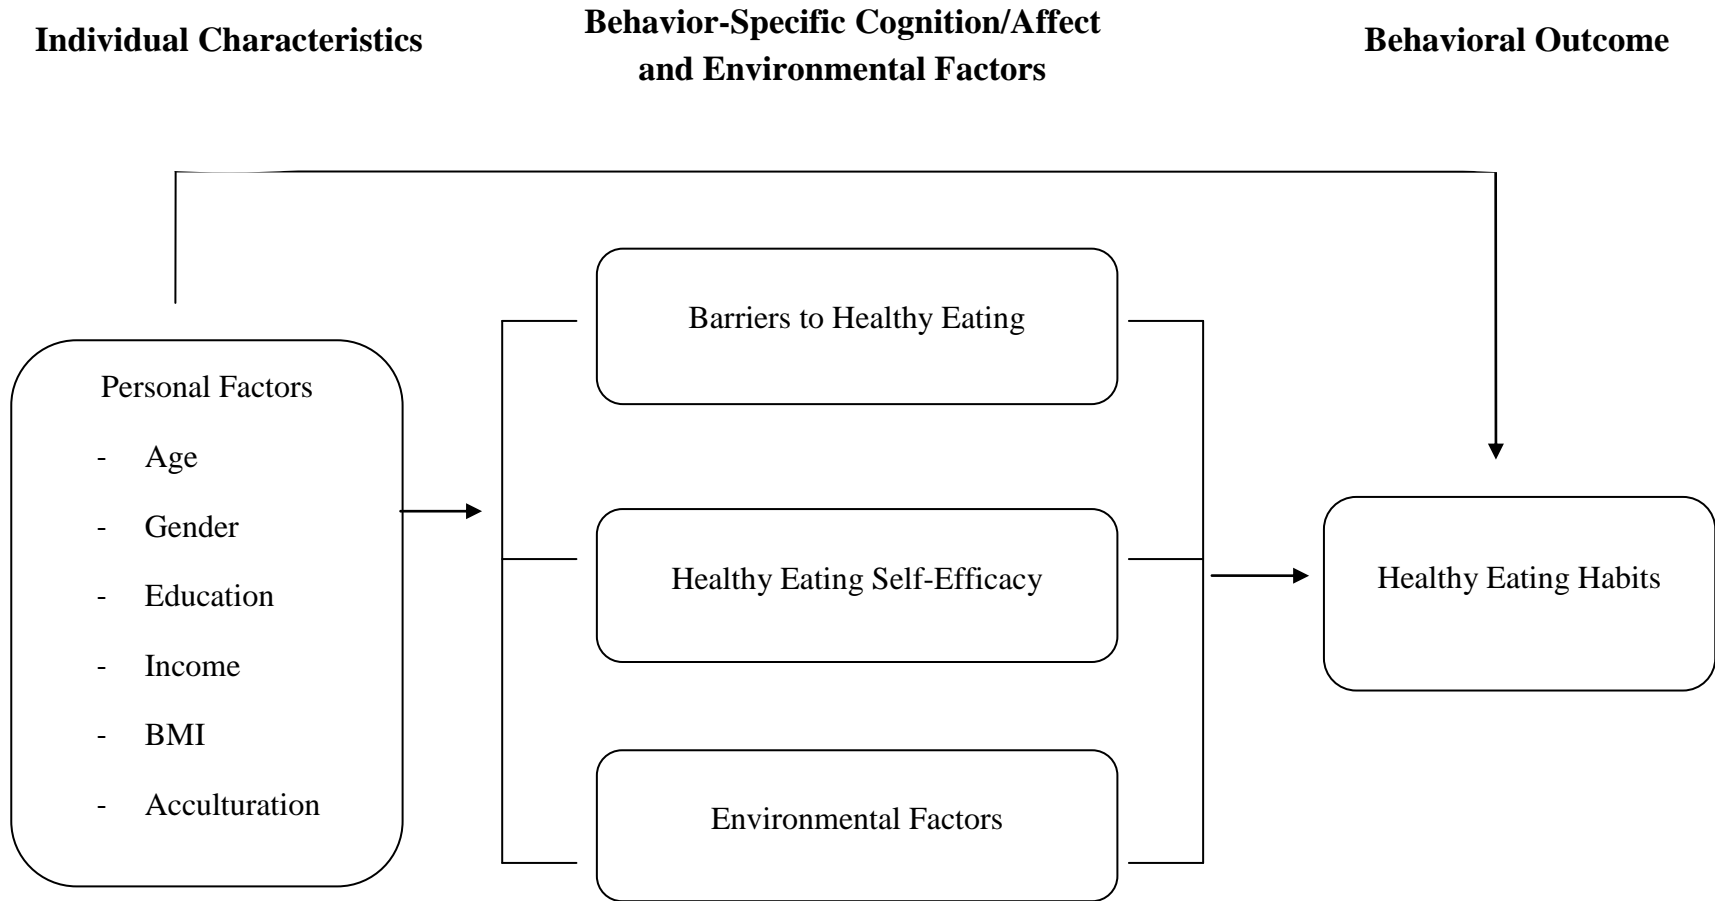 Individual Characteristics
Behavior-Specific Cognition/Affect
and Environmental Factors
Behavioral Outcome
Personal Factors
- Age
- Gender
- Education
- Income
- BMI
- Acculturation
Barriers to Healthy Eating
Healthy Eating Self-Efficacy
Environmental Factors
Healthy Eating Habits